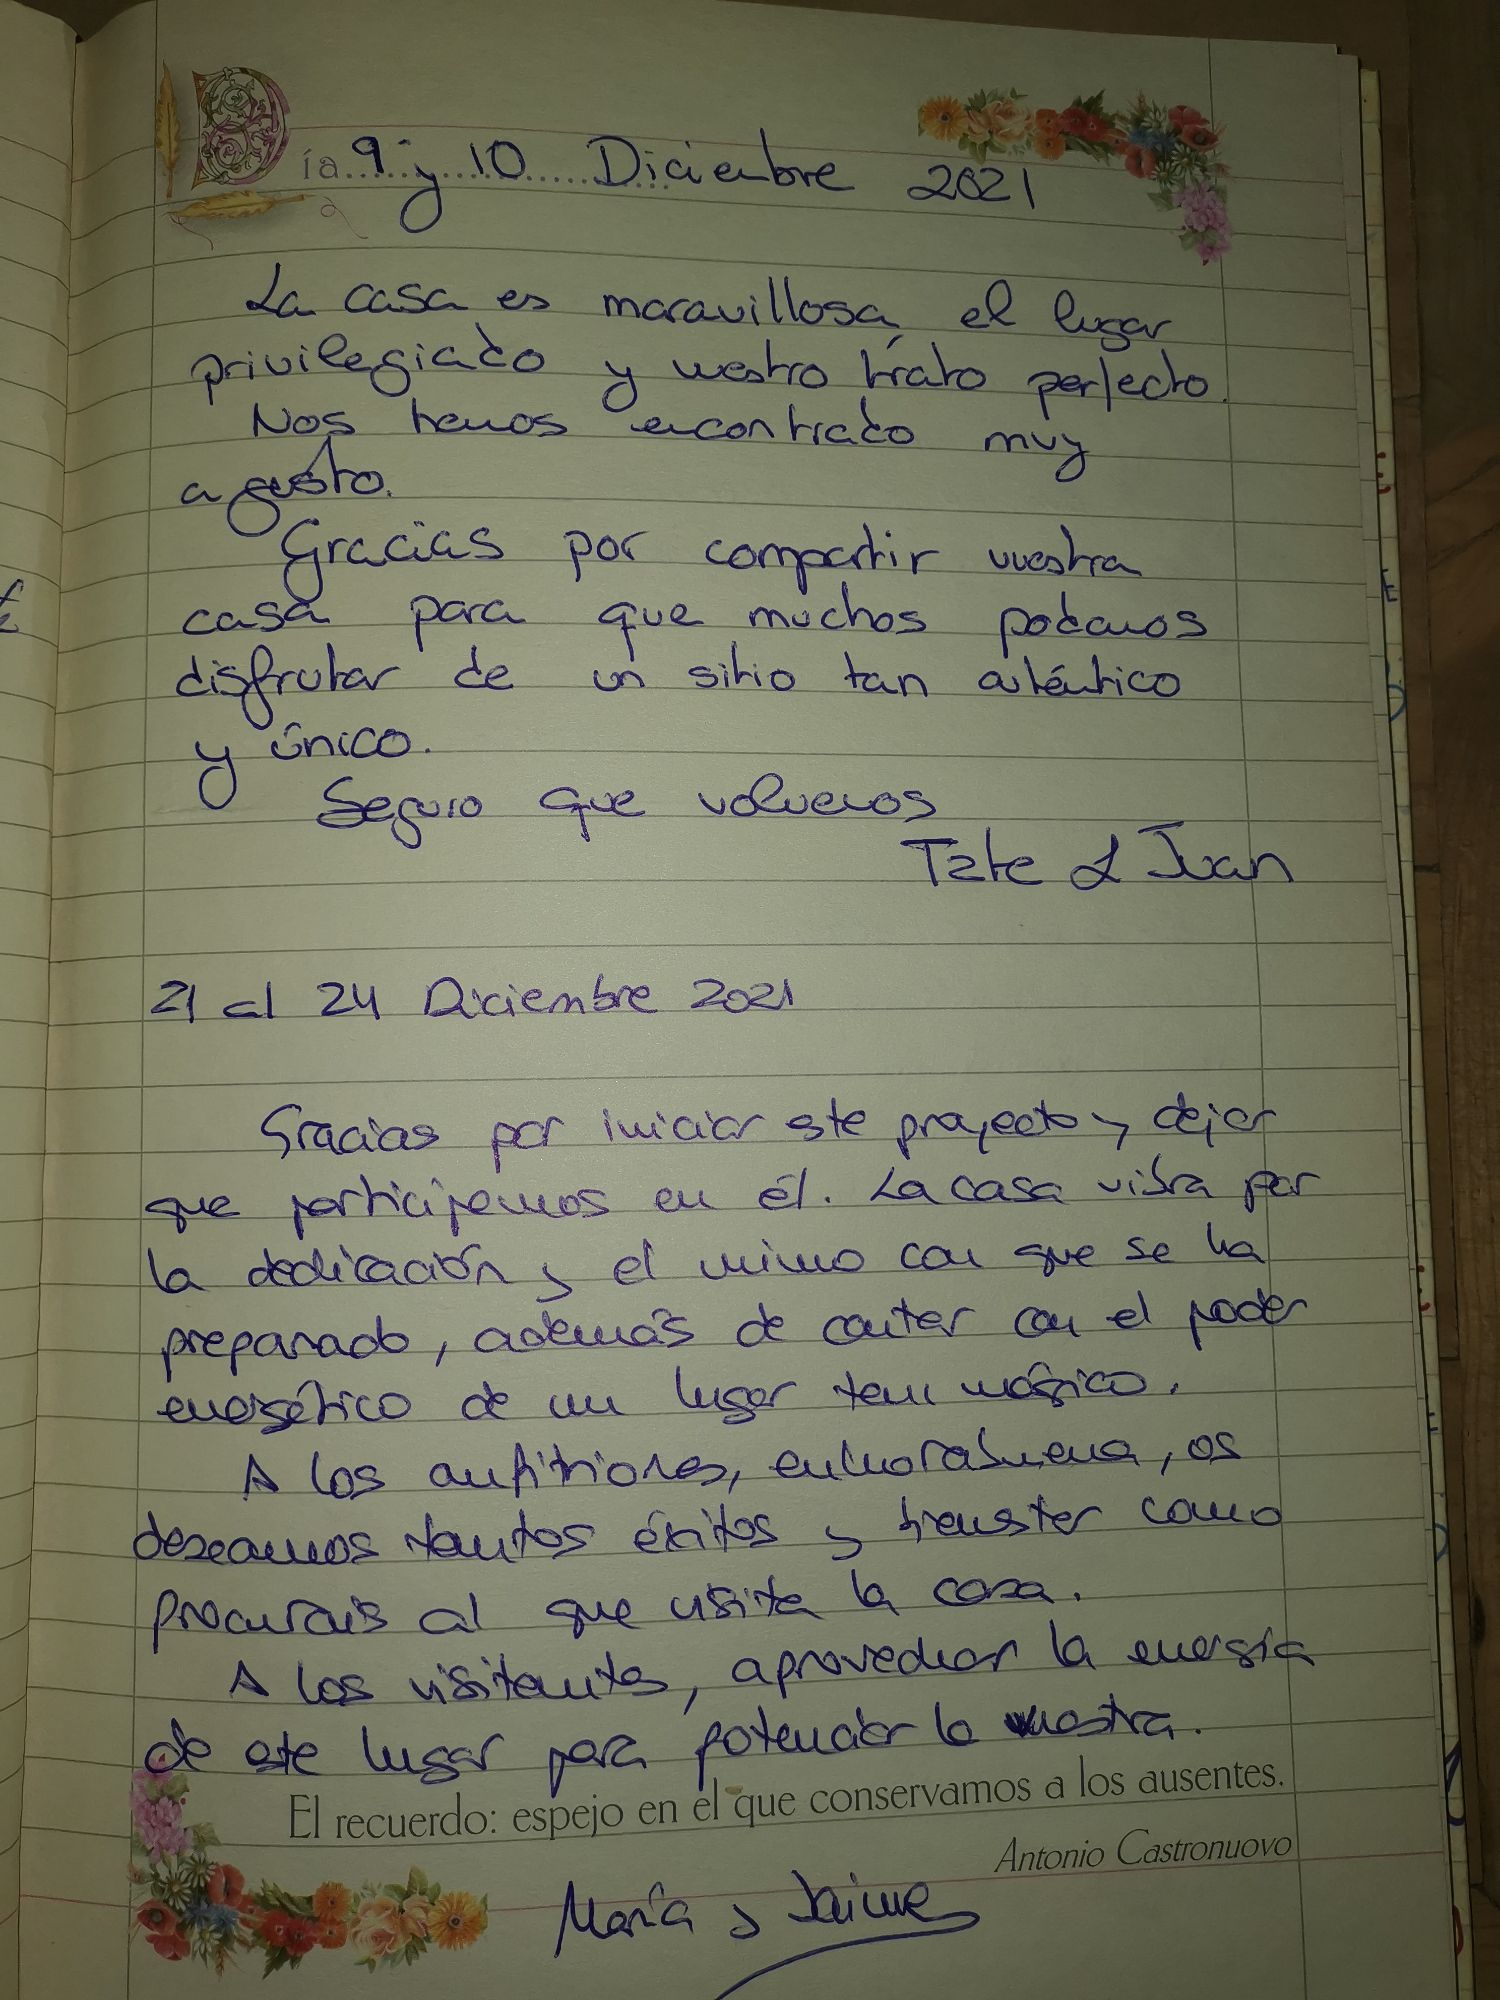 Día 9 y 10 Diciembre 2021
La casa es maravillosa, el lugar
privilegiado y vuestro trato perfecto.
Nos hemos encontrado muy
a gusto.
Gracias por compartir vuestra
casa para que muchos podamos
disfrutar de un sitio tan auténtico
y único.
Seguro que volvemos
Tate & Juan
21 al 24 Diciembre 2021
Gracias por iniciar este proyecto y dejar
que participemos en él. La casa vibra por
la dedicación y el mimo con que se ha
preparado, además de contar con el poder
energético de un lugar tan mágico.
A los anfitriones, enhorabuena, os
deseamos tantos éxitos y bienestar como
procuráis al que visita la casa.
A los visitantes, aprovechar la energía
de este lugar para potenciar la vuestra.
El recuerdo: espejo en el que conservamos a los ausentes.
Antonio Castronuovo
María y Jaime